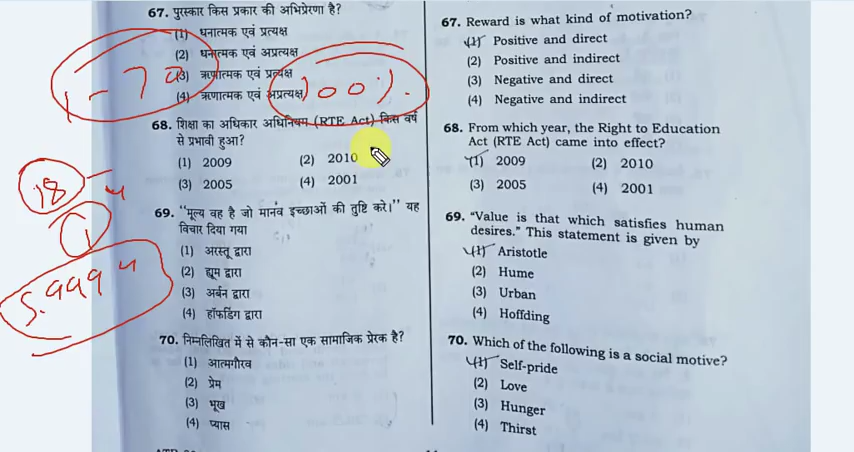 67. पुरस्कार किस प्रकार की अभिप्रेरणा है?
(1) धनात्मक एवं प्रत्यक्ष
(2) धनात्मक एवं अप्रत्यक्ष
(3) ऋणात्मक एवं प्रत्यक्ष
(4) ऋणात्मक एवं अप्रत्यक्ष
1-70
100%.
68. शिक्षा का अधिकार अधिनियम (RTE Act) किस वर्ष
से प्रभावी हुआ?
(1) 2009 (2) 2010
(3) 2005 (4) 2001
18
5.999
69. "मूल्य वह है जो मानव इच्छाओं की तुष्टि करे।" यह
विचार दिया गया
(1) अरस्तू द्वारा
(2) ह्यूम द्वारा
(3) अर्बन द्वारा
(4) हॉफडिंग द्वारा
70. निम्नलिखित में से कौन-सा एक सामाजिक प्रेरक है?
(1) आत्मगौरव
(2) प्रेम
(3) भूख
(4) प्यास
67. Reward is what kind of motivation?
(1) Positive and direct
(2) Positive and indirect
(3) Negative and direct
(4) Negative and indirect
68. From which year, the Right to Education
Act (RTE Act) came into effect?
(1) 2009 (2) 2010
(3) 2005 (4) 2001
69. "Value is that which satisfies human
desires." This statement is given by
(1) Aristotle
(2) Hume
(3) Urban
(4) Hoffding
70. Which of the following is a social motive?
(1) Self-pride
(2) Love
(3) Hunger
(4) Thirst